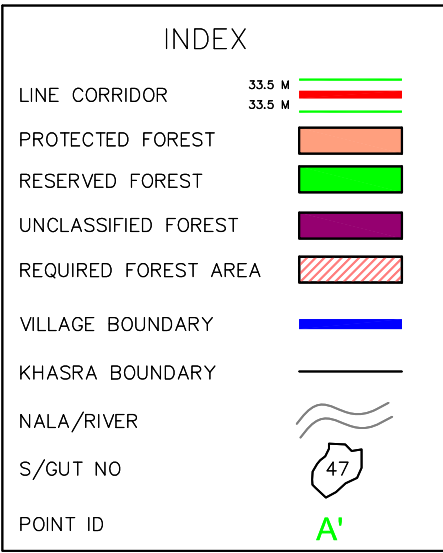 INDEX
LINE CORRIDOR 33.5 M
33.5 M
PROTECTED FOREST
RESERVED FOREST
UNCLASSIFIED FOREST
REQUIRED FOREST AREA
VILLAGE BOUNDARY
KHASRA BOUNDARY
NALA/RIVER
S/GUT NO 47
POINT ID A'